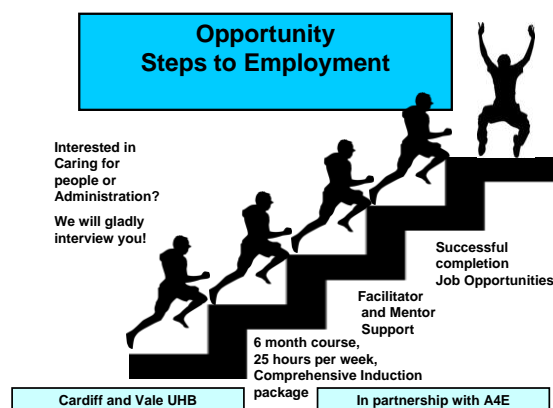 Opportunity
Steps to Employment
Interested in
Caring for
people or
Administration?
We will gladly
interview you!
Successful
completion
Job Opportunities
Facilitator
and Mentor
Support
6 month course,
25 hours per week,
Comprehensive Induction
package
Cardiff and Vale UHB
In partnership with A4E